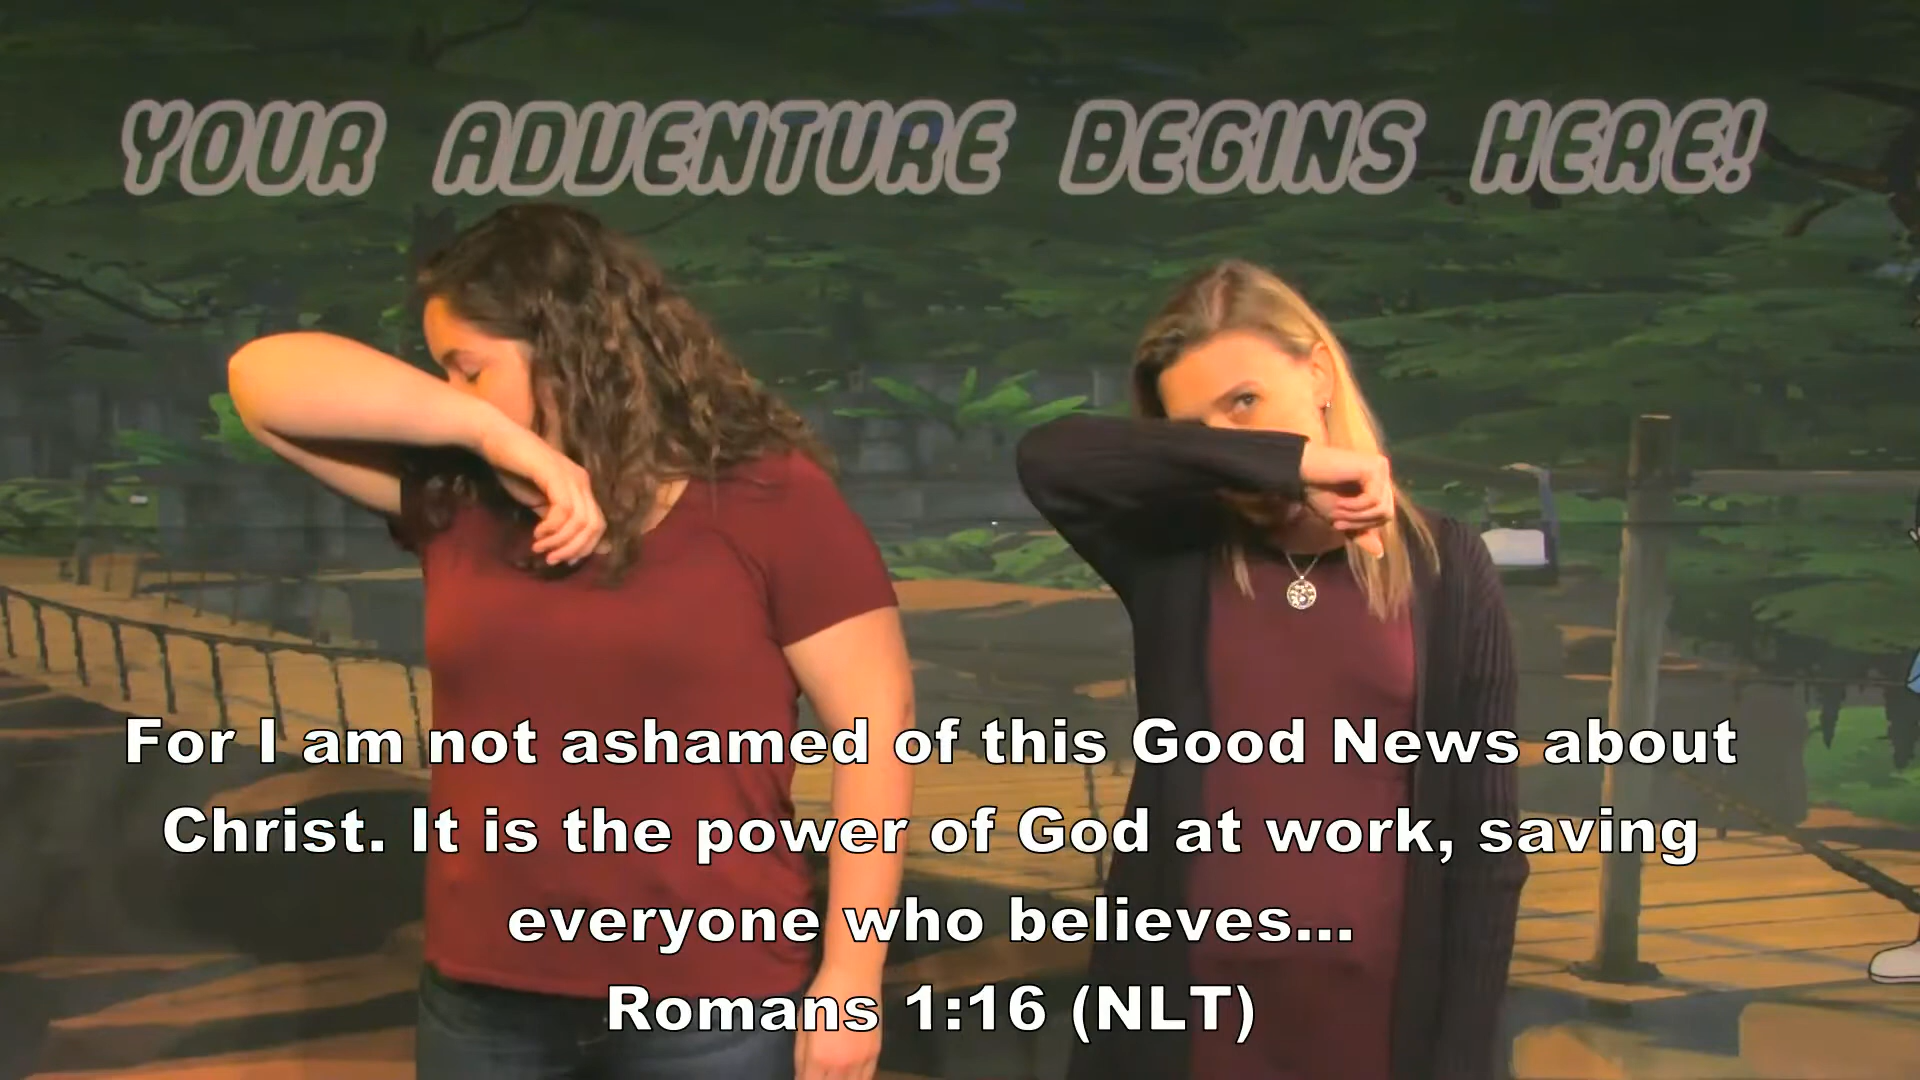 YOUR ADVENTURE BEGINS HERE!
For I am not ashamed of this Good News about
Christ. It is the power of God at work, saving
everyone who believes...
Romans 1:16 (NLT)